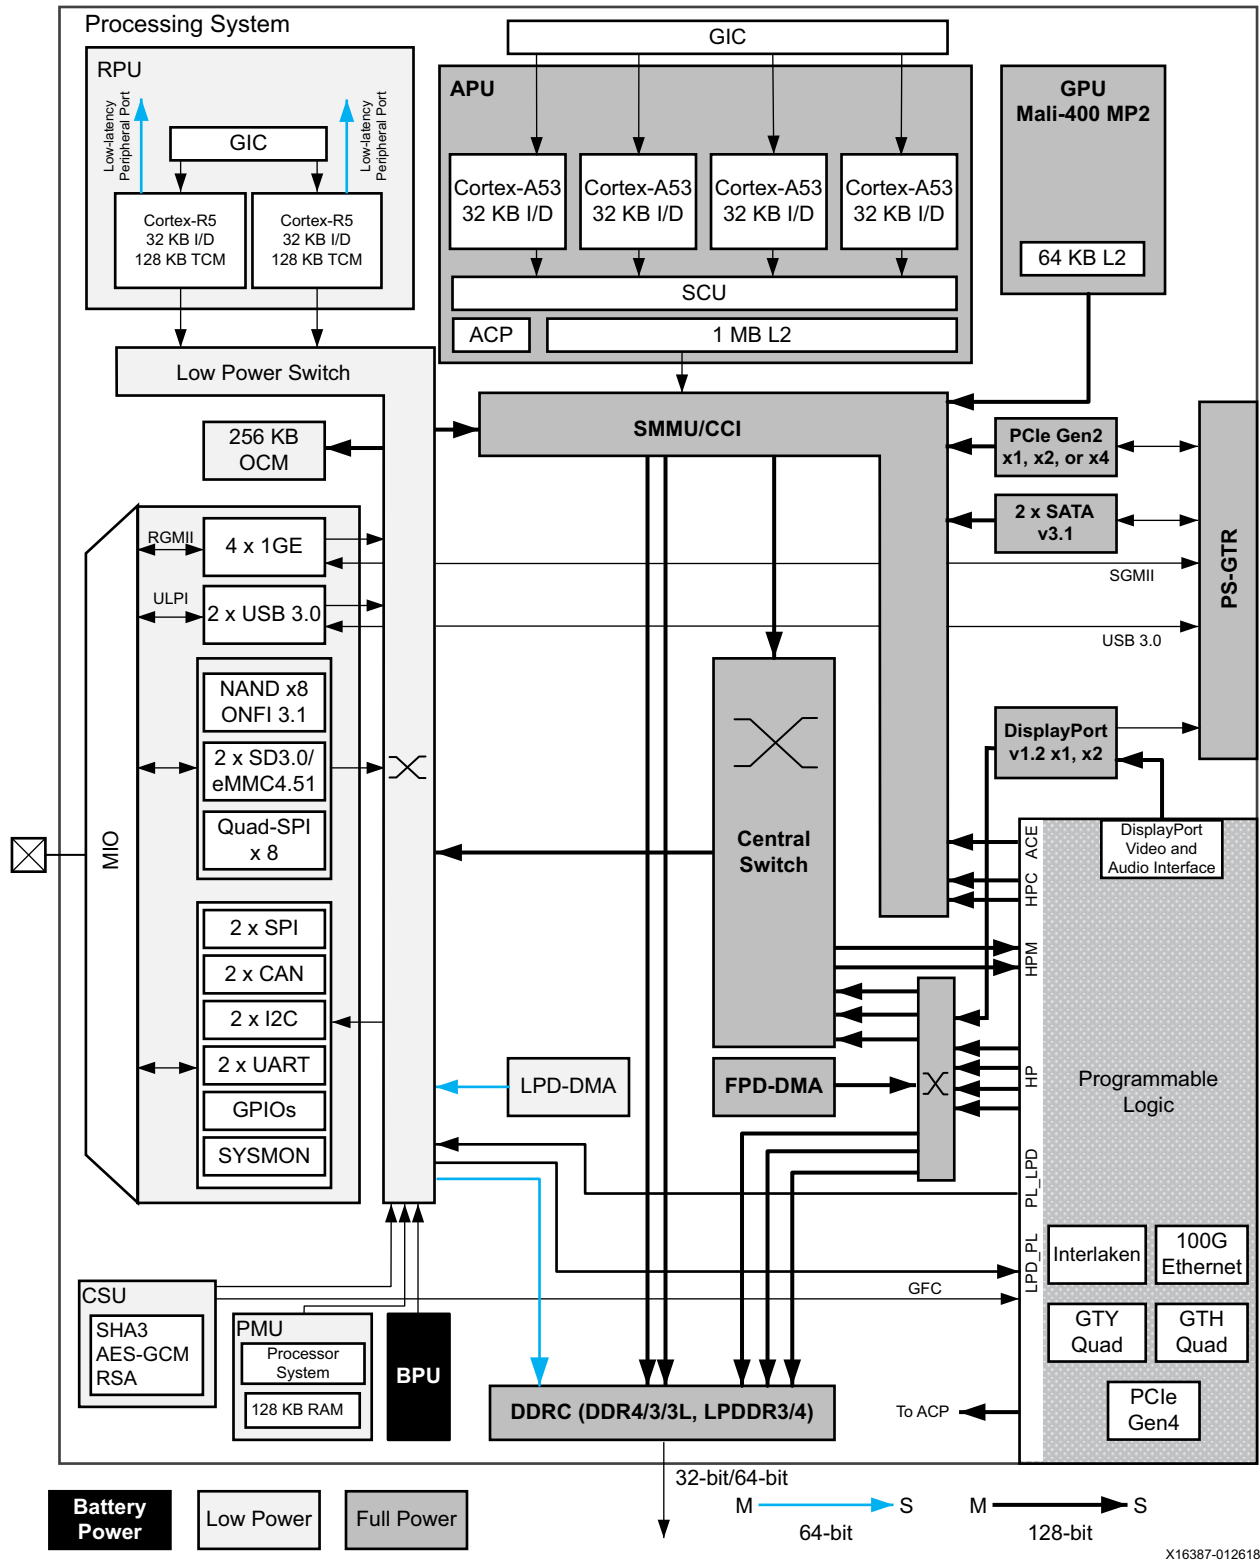 Processing System
RPU
Low-latency
Peripheral Port
GIC
Low-latency
Peripheral Port
Cortex-R5
32 KB I/D
128 KB TCM
Cortex-R5
32 KB I/D
128 KB TCM
GIC
APU
Cortex-A53
32 KB I/D
Cortex-A53
32 KB I/D
Cortex-A53
32 KB I/D
Cortex-A53
32 KB I/D
SCU
ACP
1 MB L2
GPU
Mali-400 MP2
64 KB L2
Low Power Switch
SMMU/CCI
256 KB
OCM
PCIe Gen2
x1, x2, or x4
2 x SATA
v3.1
PS-GTR
RGMII
4 x 1GE
SGMII
ULPI
2 x USB 3.0
USB 3.0
NAND x8
ONFI 3.1
2 x SD3.0/
eMMC4.51
Quad-SPI
x 8
MIO
DisplayPort
v1.2 x1, x2
Central
Switch
DisplayPort
Video and
Audio Interface
ACE
HPC
HPM
HP
PL_LPD
LPD_PL
2 x SPI
2 x CAN
2 x I2C
2 x UART
GPIOs
SYSMON
LPD-DMA
FPD-DMA
Programmable
Logic
Interlaken
100G
Ethernet
GTY
Quad
GTH
Quad
PCIe
Gen4
GFC
CSU
SHA3
AES-GCM
RSA
PMU
Processor
System
128 KB RAM
BPU
DDRC (DDR4/3/3L, LPDDR3/4)
To ACP
32-bit/64-bit
Battery
Power
Low Power
Full Power
M
S
64-bit
M
S
128-bit
X16387-012618